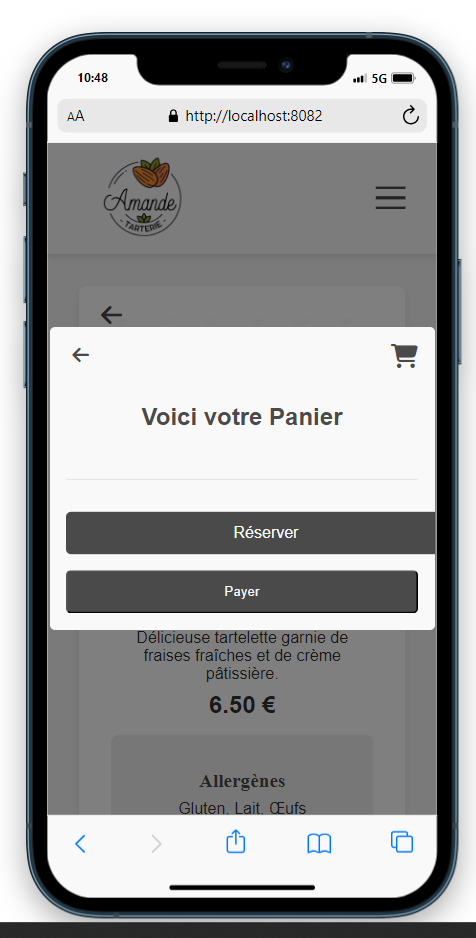 10:48
5G
AA
http://localhost:8082
Amande
TARTERIE
Voici votre Panier
Réserver
Payer
Délicieuse tartelette garnie de
fraises fraîches et de crème
pâtissière.
6.50 €
Allergènes
Gluten, Lait, Œufs